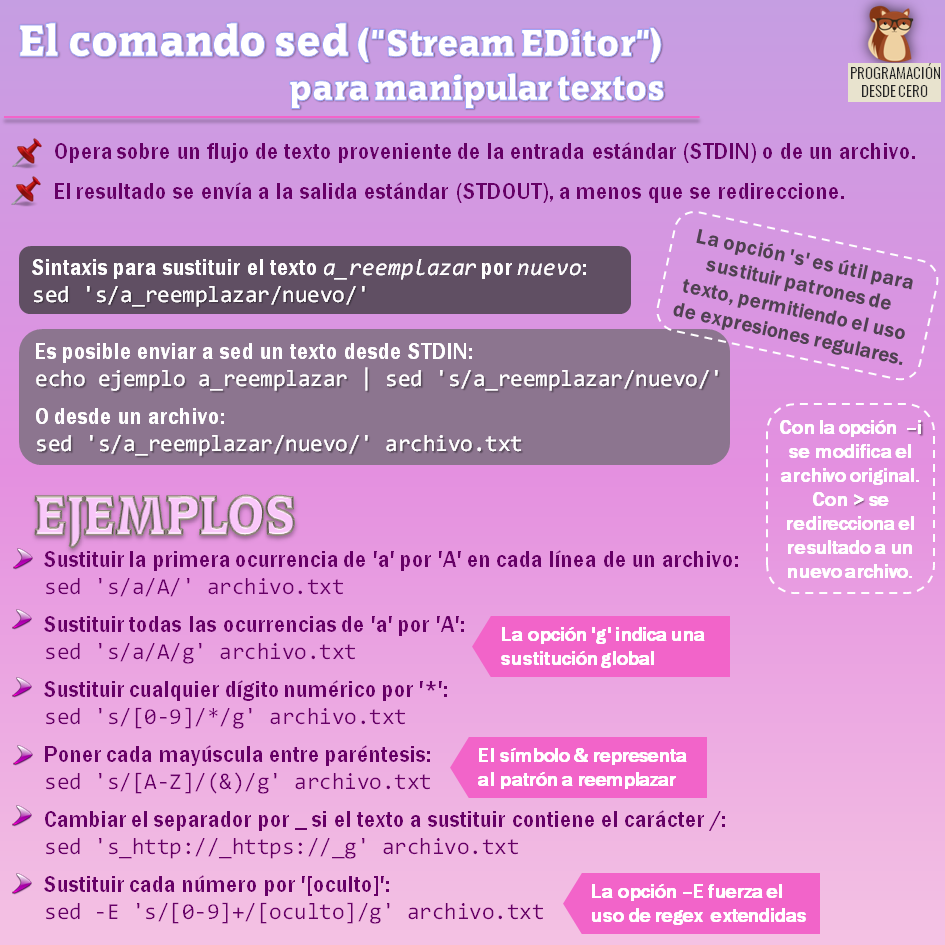 El comando sed ("Stream EDitor")
para manipular textos
PROGRAMACIÓN
DESDE CERO
Opera sobre un flujo de texto proveniente de la entrada estándar (STDIN) o de un archivo.
El resultado se envía a la salida estándar (STDOUT), a menos que se redireccione.
La opción 's' es útil para
sustituir patrones de
texto, permitiendo el uso
de expresiones regulares.
Sintaxis para sustituir el texto a_reemplazar por nuevo:
sed 's/a_reemplazar/nuevo/'
Es posible enviar a sed un texto desde STDIN:
echo ejemplo a_reemplazar | sed 's/a_reemplazar/nuevo/'
O desde un archivo:
sed 's/a_reemplazar/nuevo/' archivo.txt
Con la opción –i
se modifica el
archivo original.
Con > se
redirecciona el
resultado a un
nuevo archivo.
EJEMPLOS
Sustituir la primera ocurrencia de 'a' por 'A' en cada línea de un archivo:
sed 's/a/A/' archivo.txt
Sustituir todas las ocurrencias de 'a' por 'A':
sed 's/a/A/g' archivo.txt
La opción 'g' indica una
sustitución global
Sustituir cualquier dígito numérico por '*':
sed 's/[0-9]/*/g' archivo.txt
Poner cada mayúscula entre paréntesis:
sed 's/[A-Z]/(&)/g' archivo.txt
El símbolo & representa
al patrón a reemplazar
Cambiar el separador por _ si el texto a sustituir contiene el carácter /:
sed 's_http://_https://_g' archivo.txt
Sustituir cada número por '[oculto]':
sed -E 's/[0-9]+/[oculto]/g' archivo.txt
La opción –E fuerza el
uso de regex extendidas